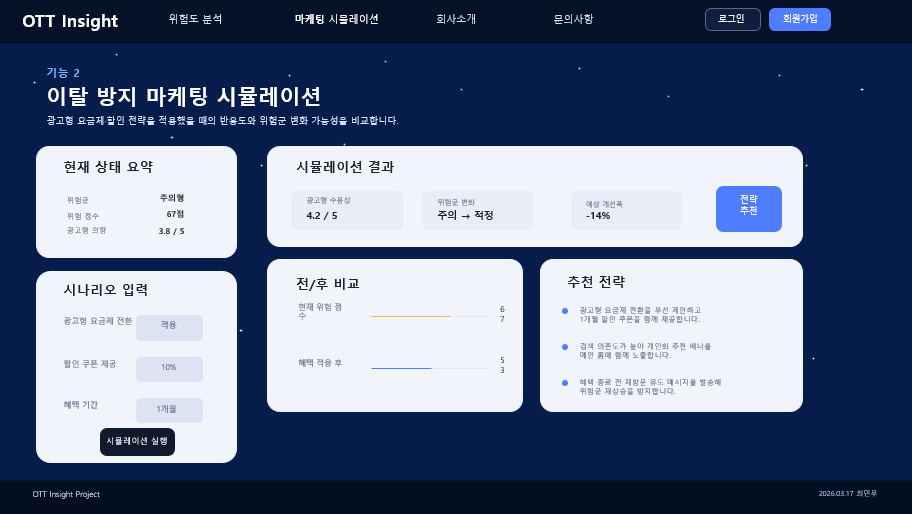 OTT Insight
위험도 분석
마케팅 시뮬레이션
회사소개
문의사항
로그인
회원가입
기능 2
이탈 방지 마케팅 시뮬레이션
광고형 요금제·할인 전략을 적용했을 때의 반응도와 위험군 변화 가능성을 비교합니다.
현재 상태 요약
위험군
주의형
위험 점수
67점
광고형 의향
3.8 / 5
시나리오 입력
광고형 요금제 전환
적용
할인 쿠폰 제공
10%
혜택 기간
1개월
시뮬레이션 실행
시뮬레이션 결과
광고형 수용성
4.2 / 5
위험군 변화
주의 → 적정
예상 개선폭
-14%
전략
추천
전/후 비교
현재 위험 점
수
6
7
혜택 적용 후
5
3
추천 전략
광고형 요금제 전환을 우선 제안하고
1개월 할인 쿠폰을 함께 제공합니다.
검색 의존도가 높아 개인화 추천 배너를
메인 홈에 함께 노출합니다.
혜택 종료 전 재방문 유도 메시지를 발송해
위험군 재상승을 방지합니다.
OTT Insight Project
2026.03.17 최민우